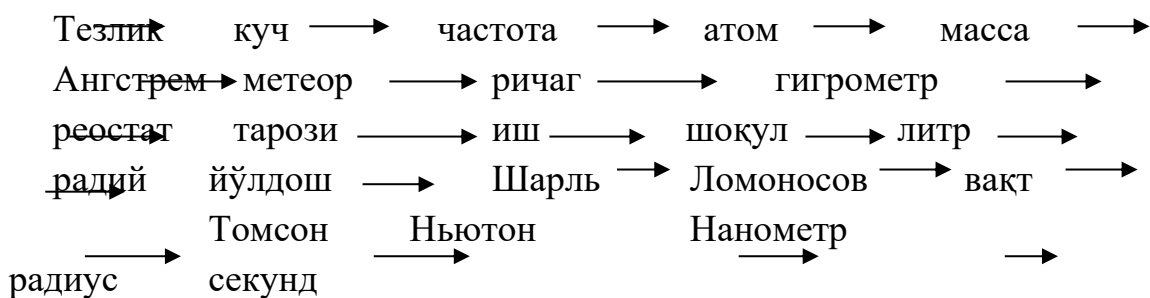 Тезлик куч частота атом масса
Ангстрем метеор ричаг гигрометр
реостат тарози иш шоқул литр
радий йўлдош Шарль Ломоносов вақт
Томсон Ньютон Нанометр
радиус секунд